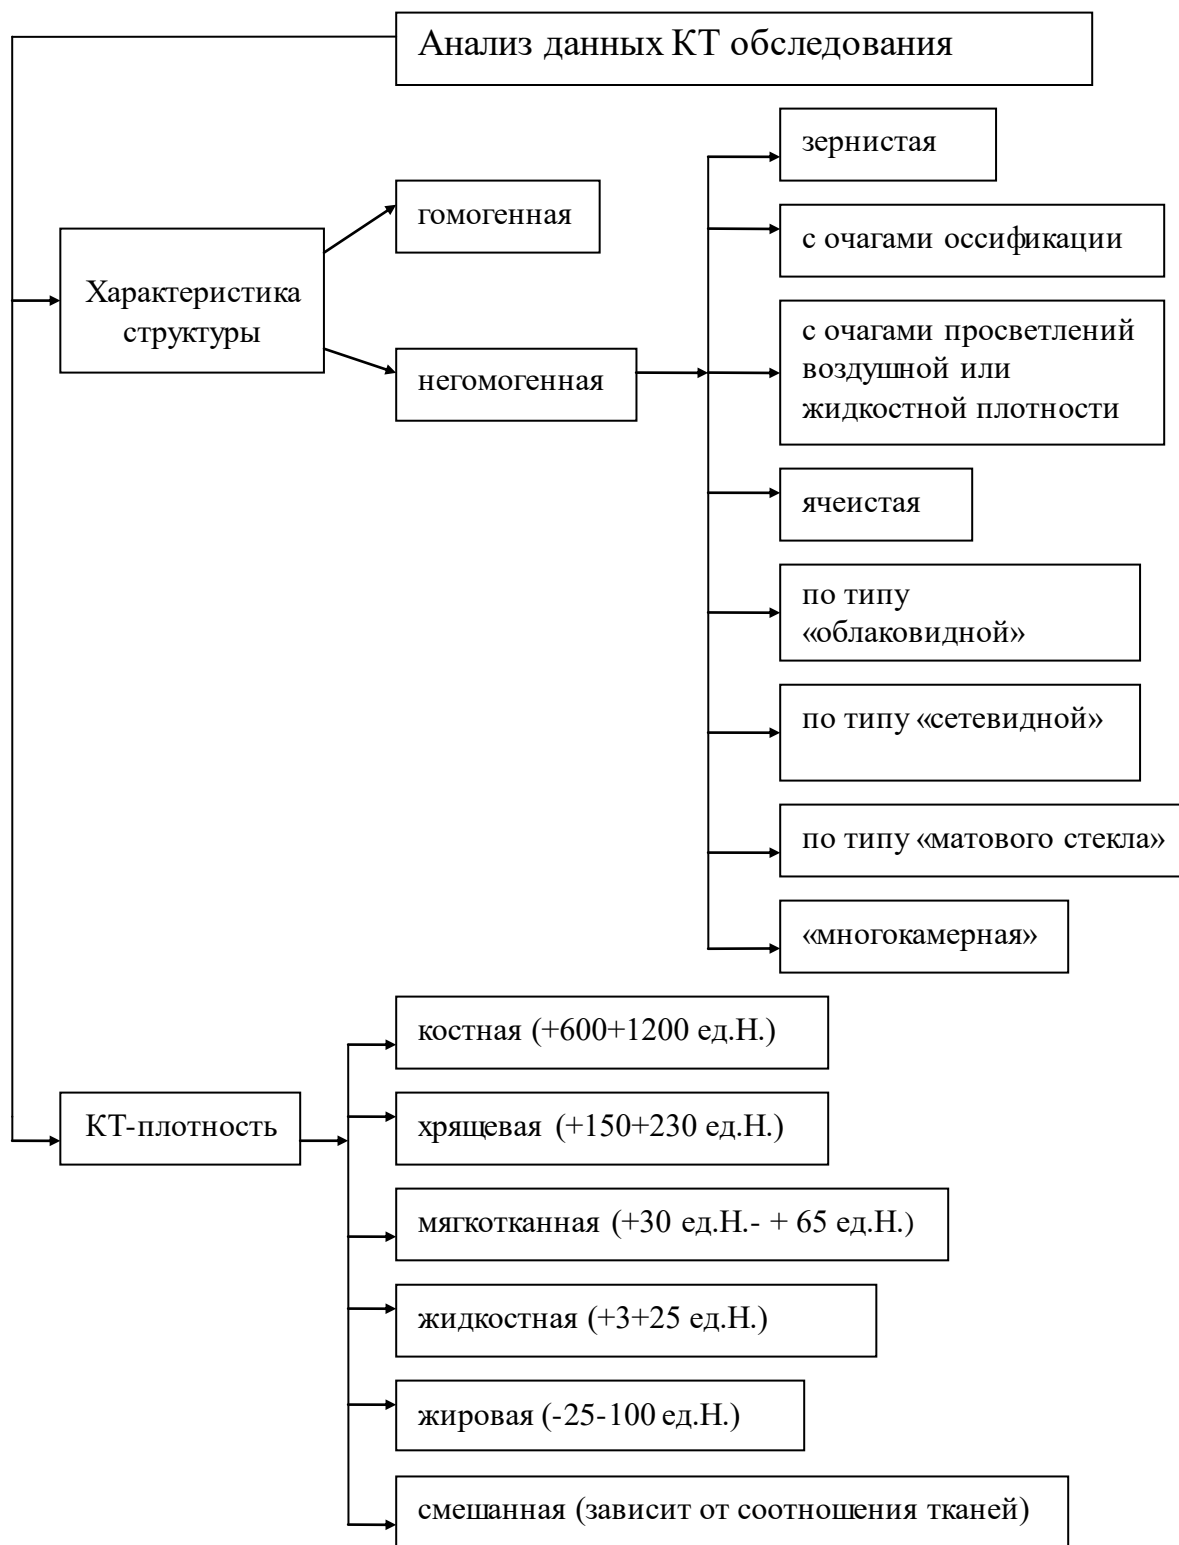 Анализ данных КТ обследования
зернистая
гомогенная
с очагами оссификации
Характеристика
структуры
с очагами просветлений
воздушной или
жидкостной плотности
негомогенная
ячеистая
по типу
«облаковидной»
по типу «сетевидной»
по типу «матового стекла»
«многокамерная»
костная (+600+1200 ед.Н.)
КТ-плотность
хрящевая (+150+230 ед.Н.)
мягкотканная (+30 ед.Н.- + 65 ед.Н.)
жидкостная (+3+25 ед.Н.)
жировая (-25-100 ед.Н.)
смешанная (зависит от соотношения тканей)